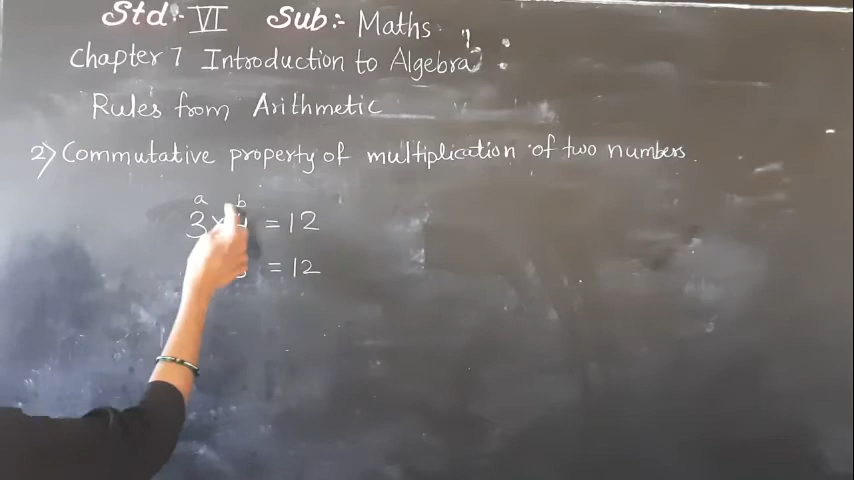 Std:- VI Sub:- Maths
Chapter 7 Introduction to Algebra
Rules from Arithmetic
2) Commutative property of multiplication of two numbers.
a b
3 × = 12
= 12